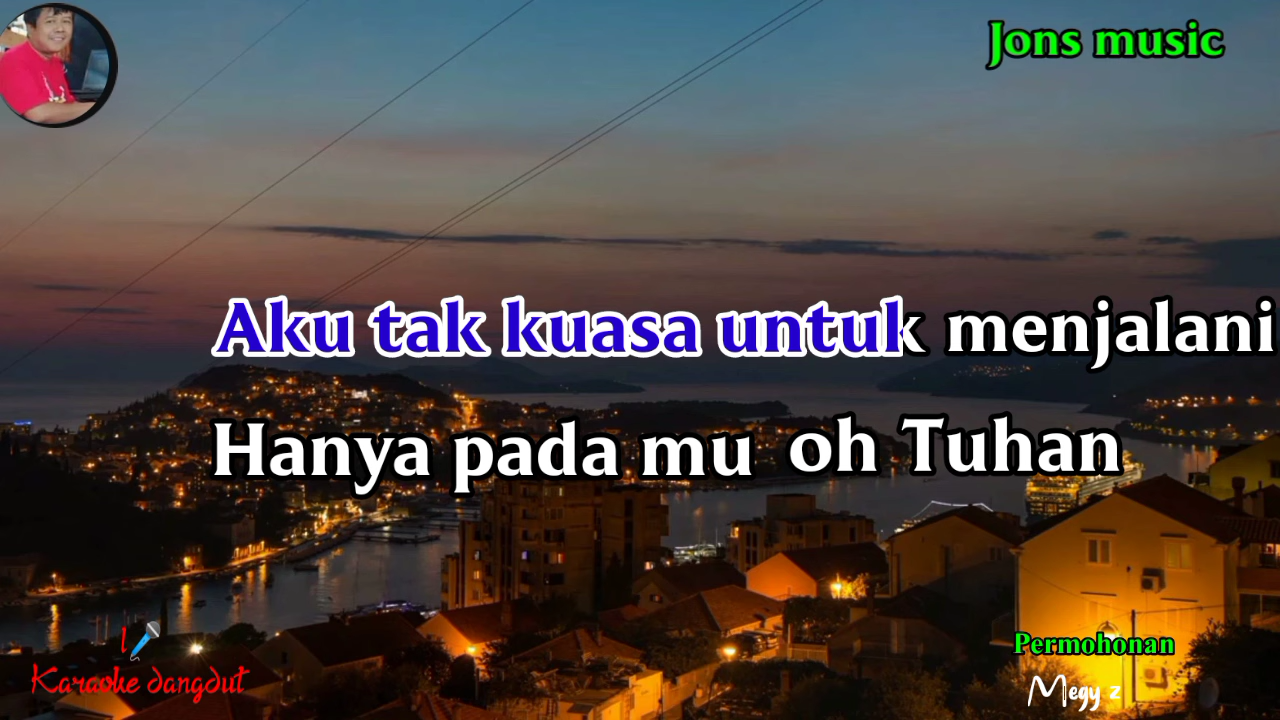 Jons music
Aku tak kuasa untuk menjalani
Hanya pada mu oh Tuhan
Permohonan
Megy z
Karaoke dangdut